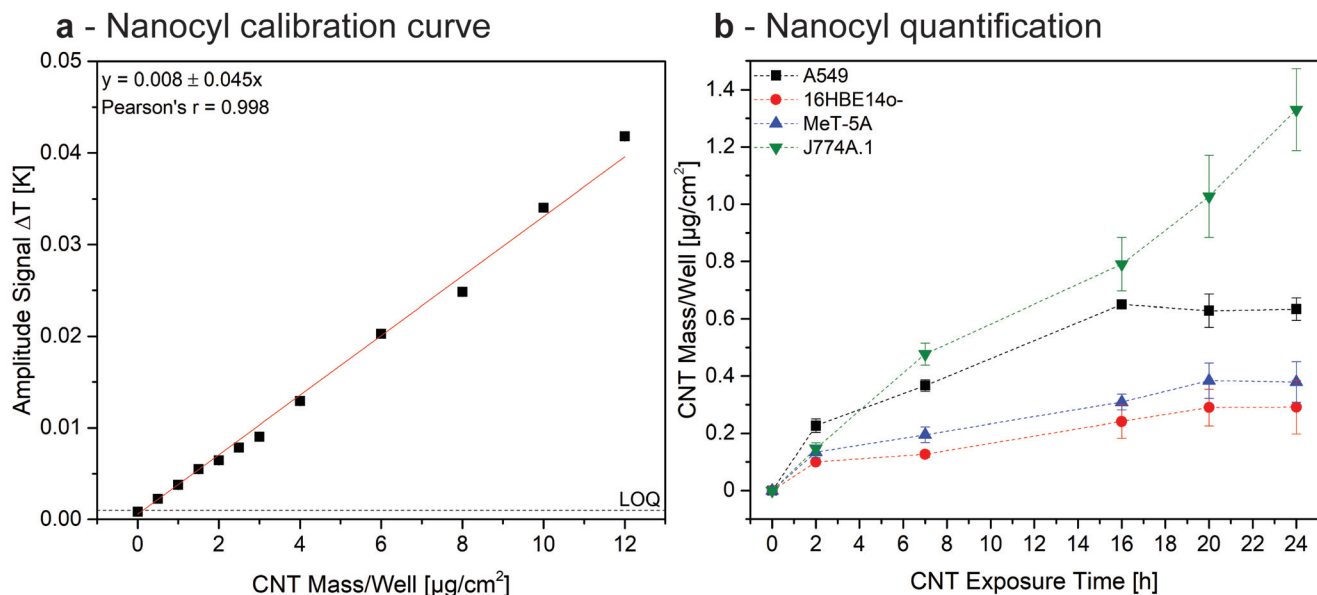 a - Nanocyl calibration curve
0.05
0.04
0.03
0.02
0.01
0.00
Amplitude Signal ΔT [K]
y = 0.008 ± 0.045x
Pearson's r = 0.998
LOQ
0 2 4 6 8 10 12
CNT Mass/Well [µg/cm²]
b - Nanocyl quantification
1.4
1.2
1.0
0.8
0.6
0.4
0.2
0
CNT Mass/Well [µg/cm²]
A549
16HBE14o-
MeT-5A
J774A.1
0 2 4 6 8 10 12 14 16 18 20 22 24
CNT Exposure Time [h]